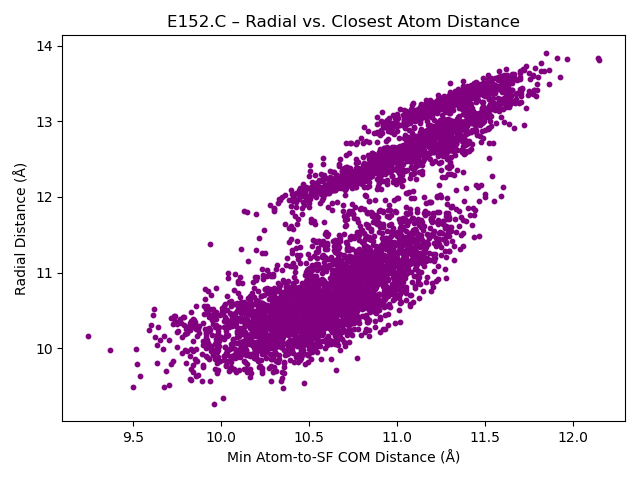 E152.C – Radial vs. Closest Atom Distance
Radial Distance (Å)
14
13
12
11
10
9.5 10.0 10.5 11.0 11.5 12.0
Min Atom-to-SF COM Distance (Å)